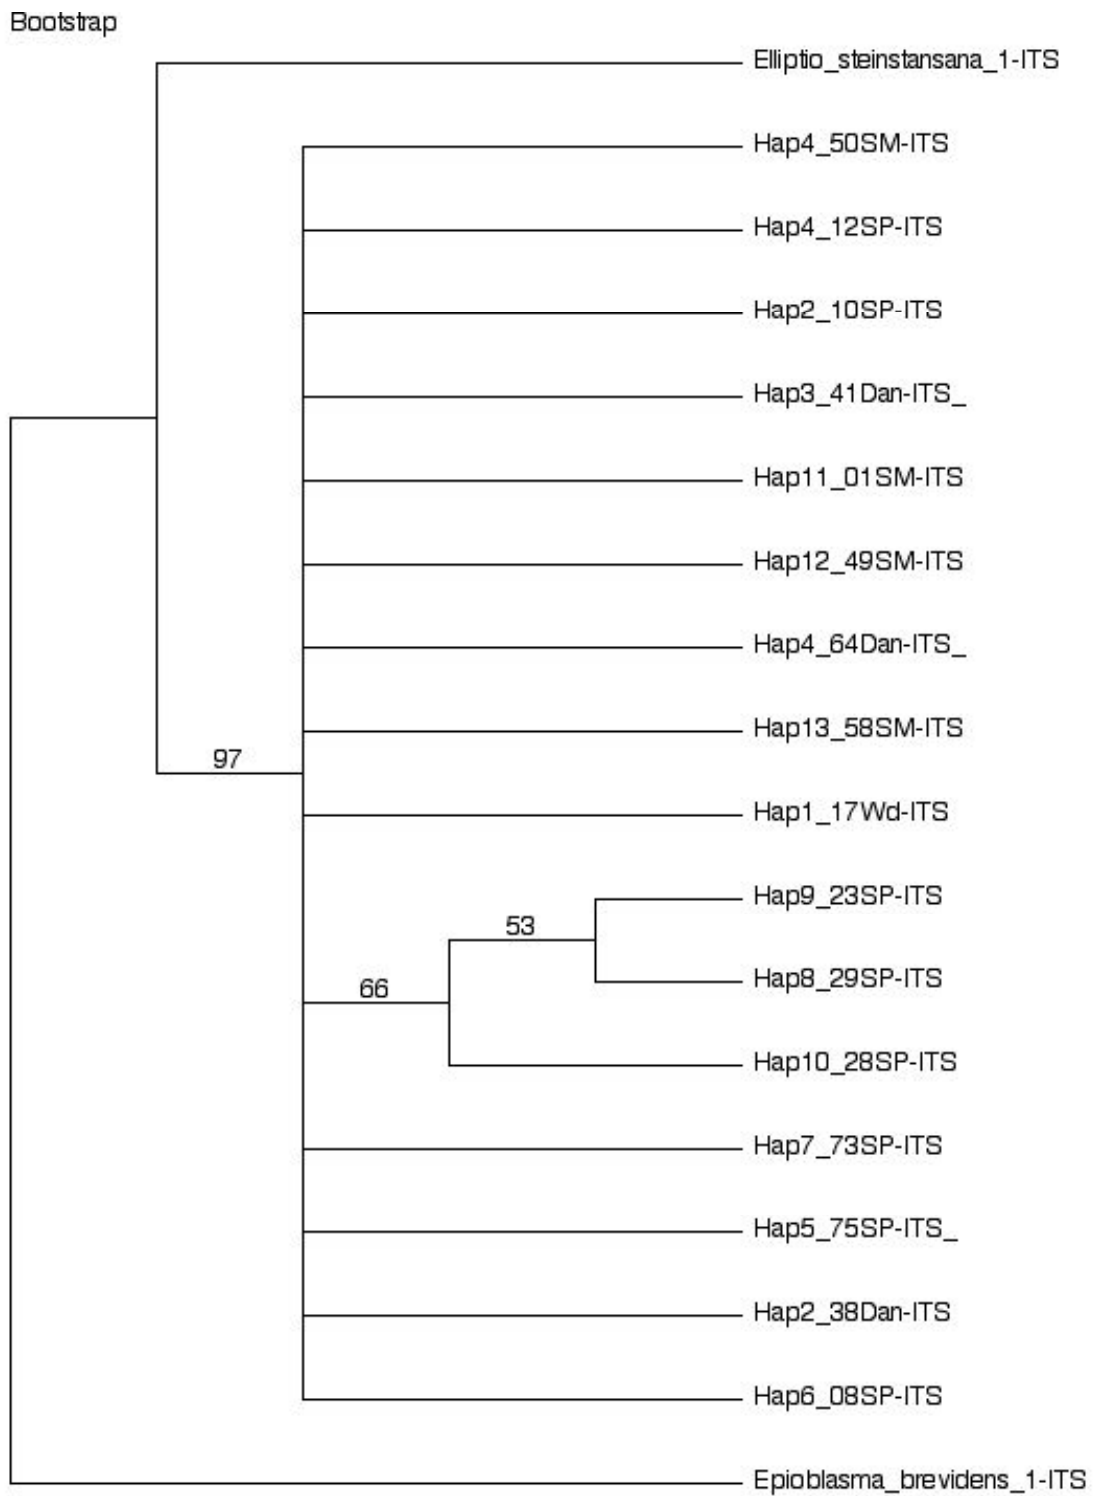 Bootstrap
Elliptio_steinstansana_1-ITS
Hap4_50SM-ITS
Hap4_12SP-ITS
Hap2_10SP-ITS
Hap3_41Dan-ITS_
Hap11_01SM-ITS
Hap12_49SM-ITS
Hap4_64Dan-ITS_
Hap13_58SM-ITS
97
Hap1_17Wd-ITS
Hap9_23SP-ITS
53
Hap8_29SP-ITS
66
Hap10_28SP-ITS
Hap7_73SP-ITS
Hap5_75SP-ITS_
Hap2_38Dan-ITS
Hap6_08SP-ITS
Epioblasma_brevidens_1-ITS